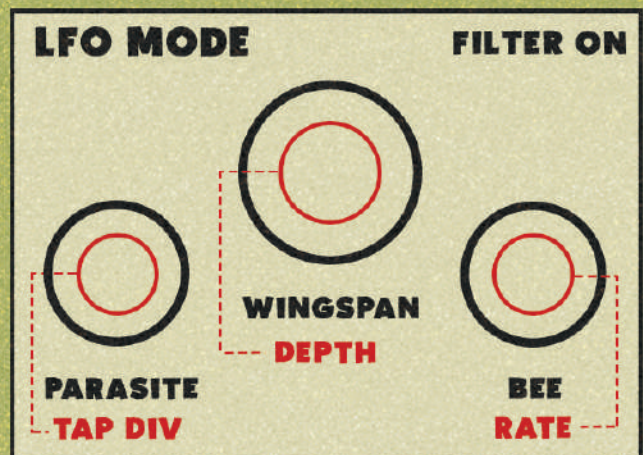 LFO MODE
FILTER ON
WINGSPAN
DEPTH
PARASITE
TAP DIV
BEE
RATE